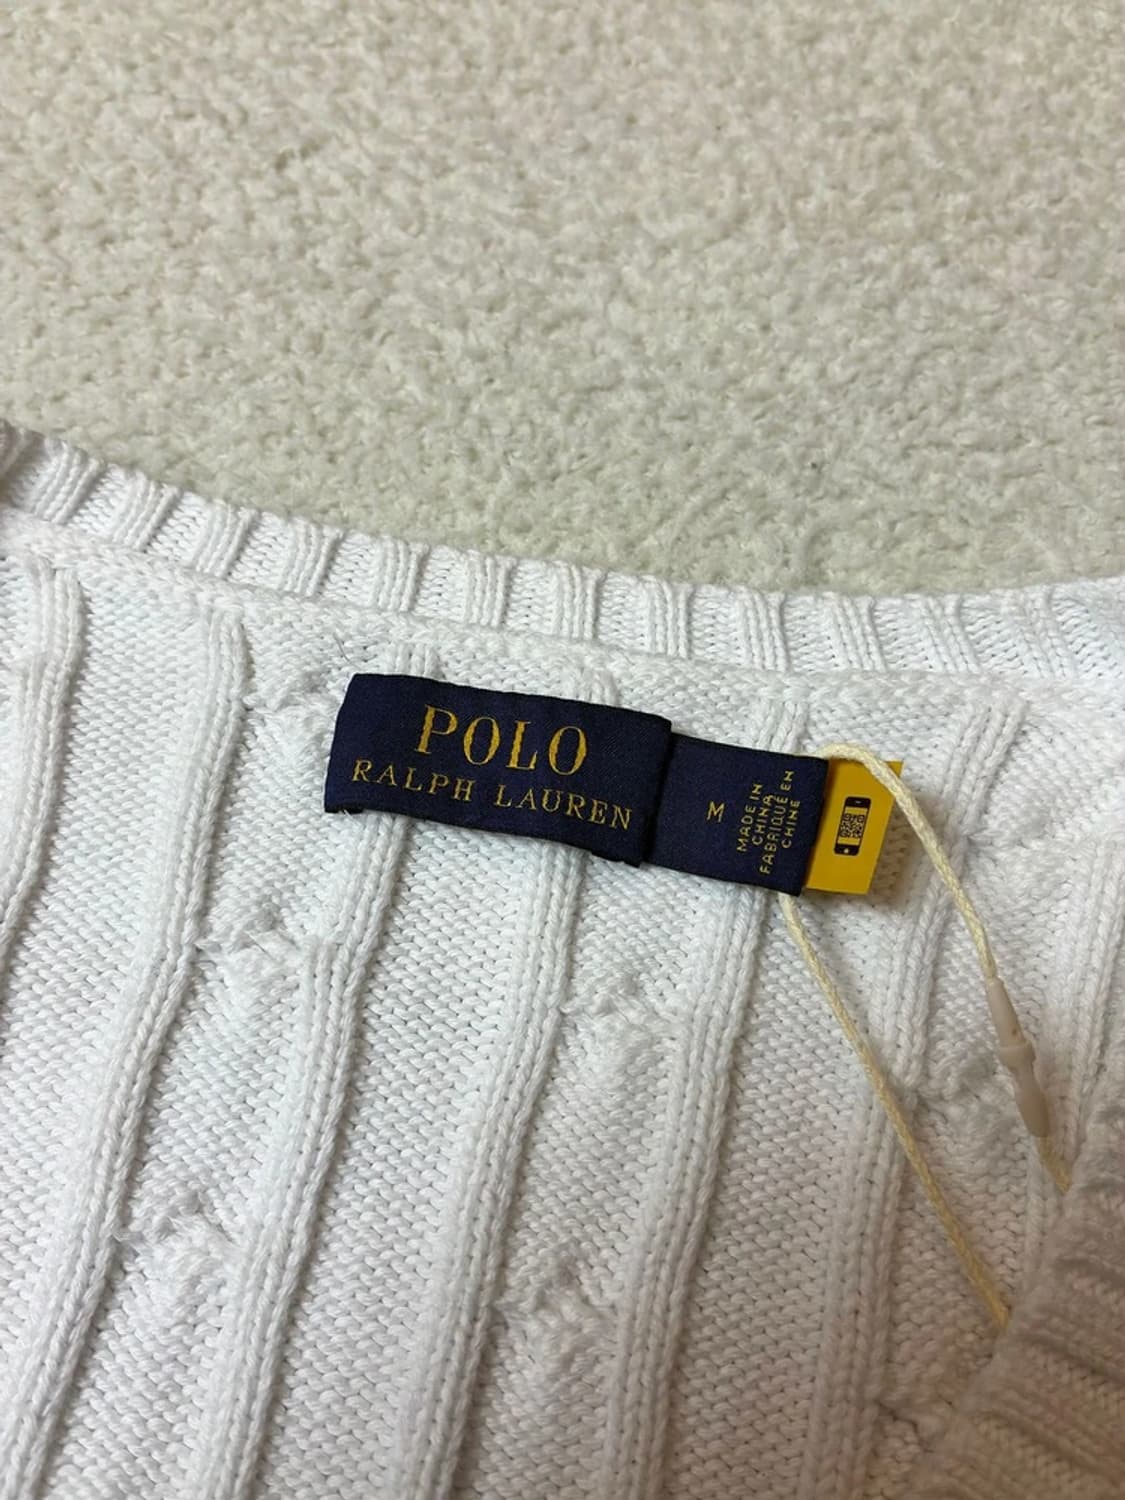 POLO
RALPH LAUREN
M
MADE IN
CHINA
FABRIQUÉ EN
CHINE